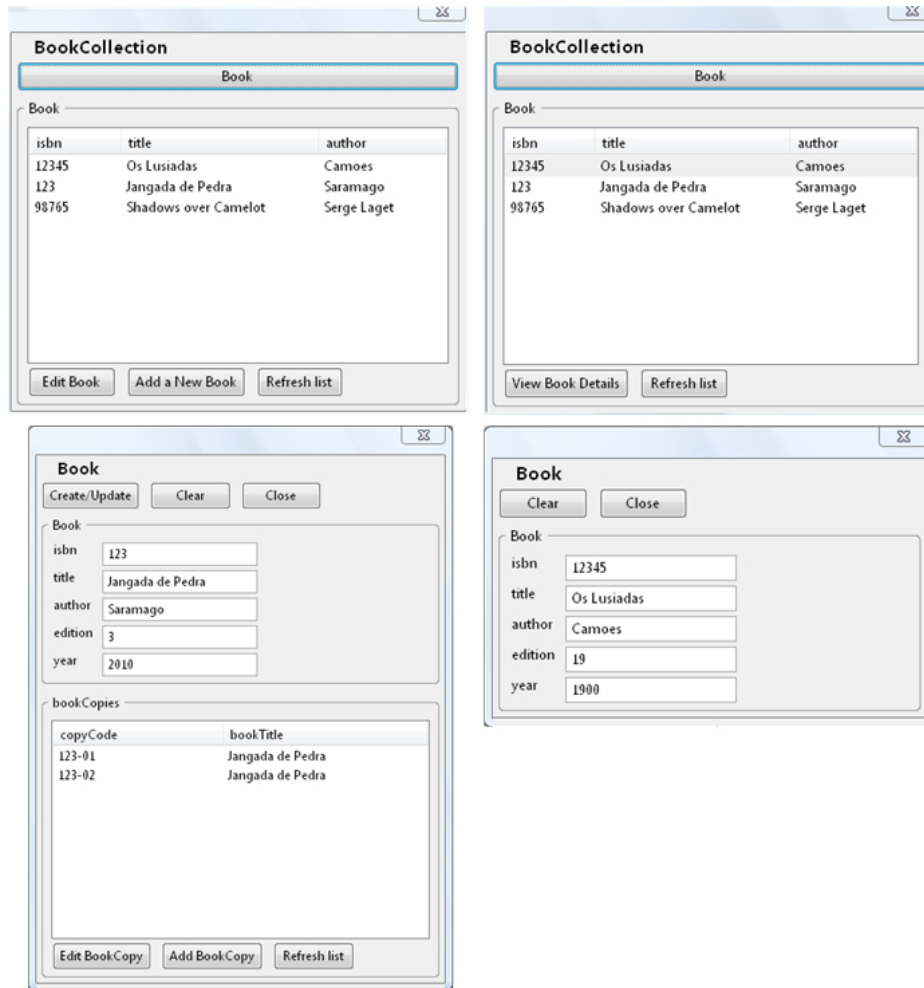 BookCollection
Book
Book
isbn title author
12345 Os Lusiadas Camoes
123 Jangada de Pedra Saramago
98765 Shadows over Camelot Serge Laget
Edit Book Add a New Book Refresh list
BookCollection
Book
Book
isbn title author
12345 Os Lusiadas Camoes
123 Jangada de Pedra Saramago
98765 Shadows over Camelot Serge Laget
View Book Details Refresh list
Book
Create/Update Clear Close
Book
isbn 123
title Jangada de Pedra
author Saramago
edition 3
year 2010
bookCopies
copyCode bookTitle
123-01 Jangada de Pedra
123-02 Jangada de Pedra
Edit BookCopy Add BookCopy Refresh list
Book
Clear Close
Book
isbn 12345
title Os Lusiadas
author Camoes
edition 19
year 1900